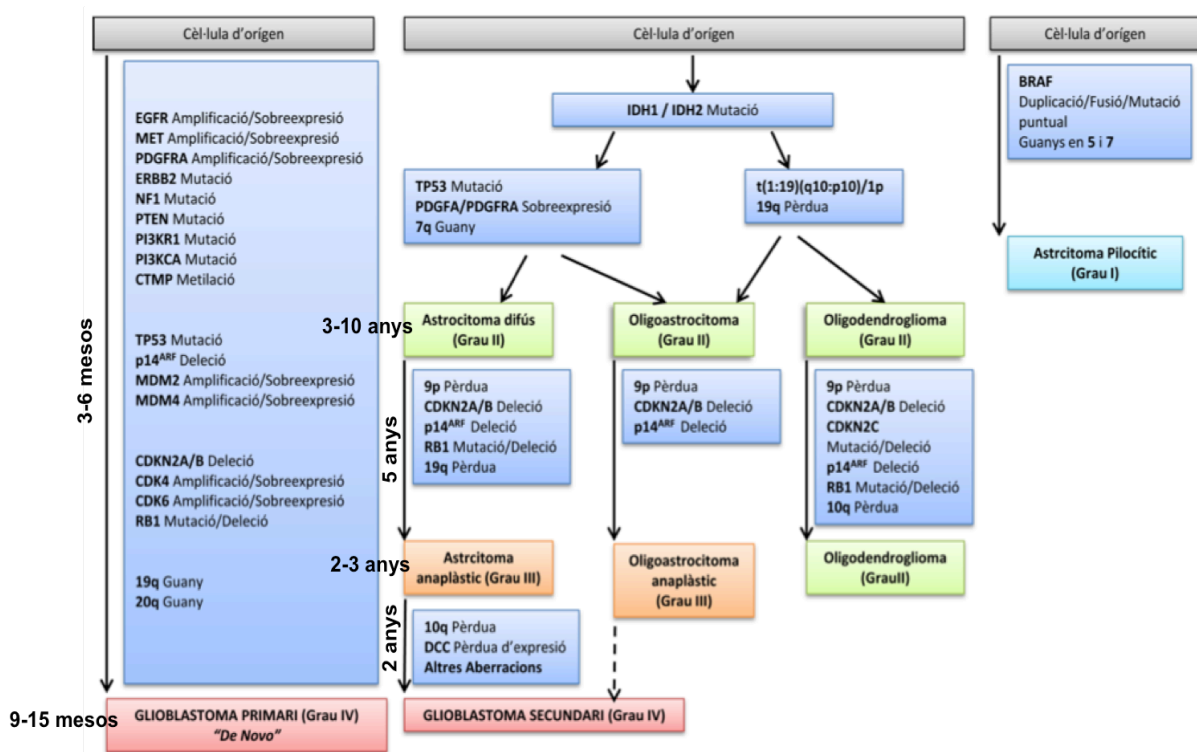 Cèl·lula d'orígen
EGFR Amplificació/Sobreexpresió
MET Amplificació/Sobreexpresió
PDGFRA Amplificació/Sobreexpresió
ERBB2 Mutació
NF1 Mutació
PTEN Mutació
PI3KR1 Mutació
PI3KCA Mutació
CTMP Metilació
TP53 Mutació
p14ARF Deleció
MDM2 Amplificació/Sobreexpresió
MDM4 Amplificació/Sobreexpresió
CDKN2A/B Deleció
CDK4 Amplificació/Sobreexpresió
CDK6 Amplificació/Sobreexpresió
RB1 Mutació/Deleció
19q Guany
20q Guany
3-6 mesos
9-15 mesos
GLIOBLASTOMA PRIMARI (Grau IV)
"De Novo"
Cèl·lula d'orígen
IDH1 / IDH2 Mutació
TP53 Mutació
PDGFA/PDGFRA Sobreexpresió
7q Guany
t(1:19)(q10:p10)/1p
19q Pèrdua
3-10 anys
Astrocitoma difús
(Grau II)
Oligoastrocitoma
(Grau II)
Oligodendroglioma
(Grau II)
5 anys
9p Pèrdua
CDKN2A/B Deleció
p14ARF Deleció
RB1 Mutació/Deleció
19q Pèrdua
9p Pèrdua
CDKN2A/B Deleció
p14ARF Deleció
9p Pèrdua
CDKN2A/B Deleció
CDKN2C
Mutació/Deleció
p14ARF Deleció
RB1 Mutació/Deleció
10q Pèrdua
2-3 anys
Astrcitoma
anaplàstic (Grau III)
Oligoastrocitoma
anaplàstic
(Grau III)
Oligodendroglioma
(GrauII)
2 anys
10q Pèrdua
DCC Pèrdua d'expresió
Altres Aberracions
GLIOBLASTOMA SECUNDARI (Grau IV)
Cèl·lula d'orígen
BRAF
Duplicació/Fusió/Mutació
puntual
Guanys en 5 i 7
Astrcitoma Pilocític
(Grau I)